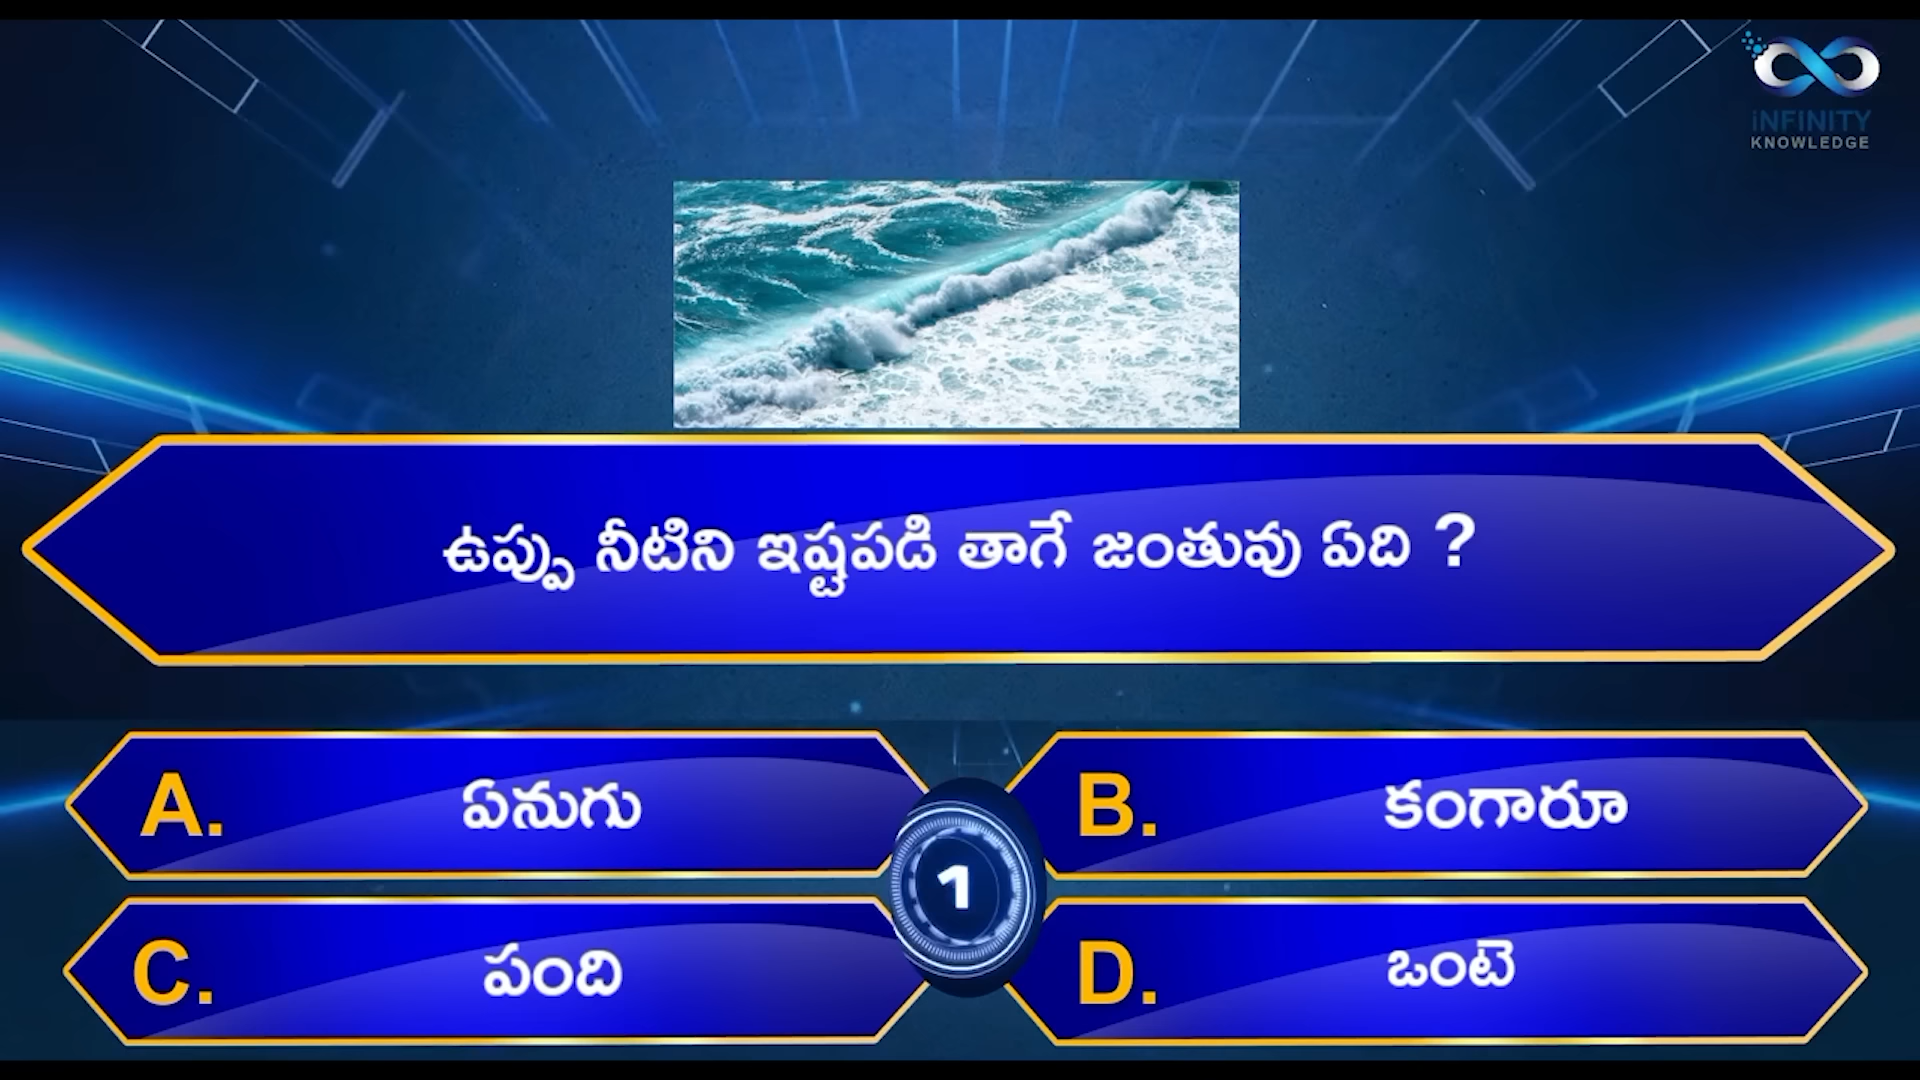 iNFINITY
KNOWLEDGE
ఉప్పు నీటిని ఇష్టపడి తాగే జంతువు ఏది ?
A. ఏనుగు
B. కంగారూ
1
C. పంది
D. ఒంటె